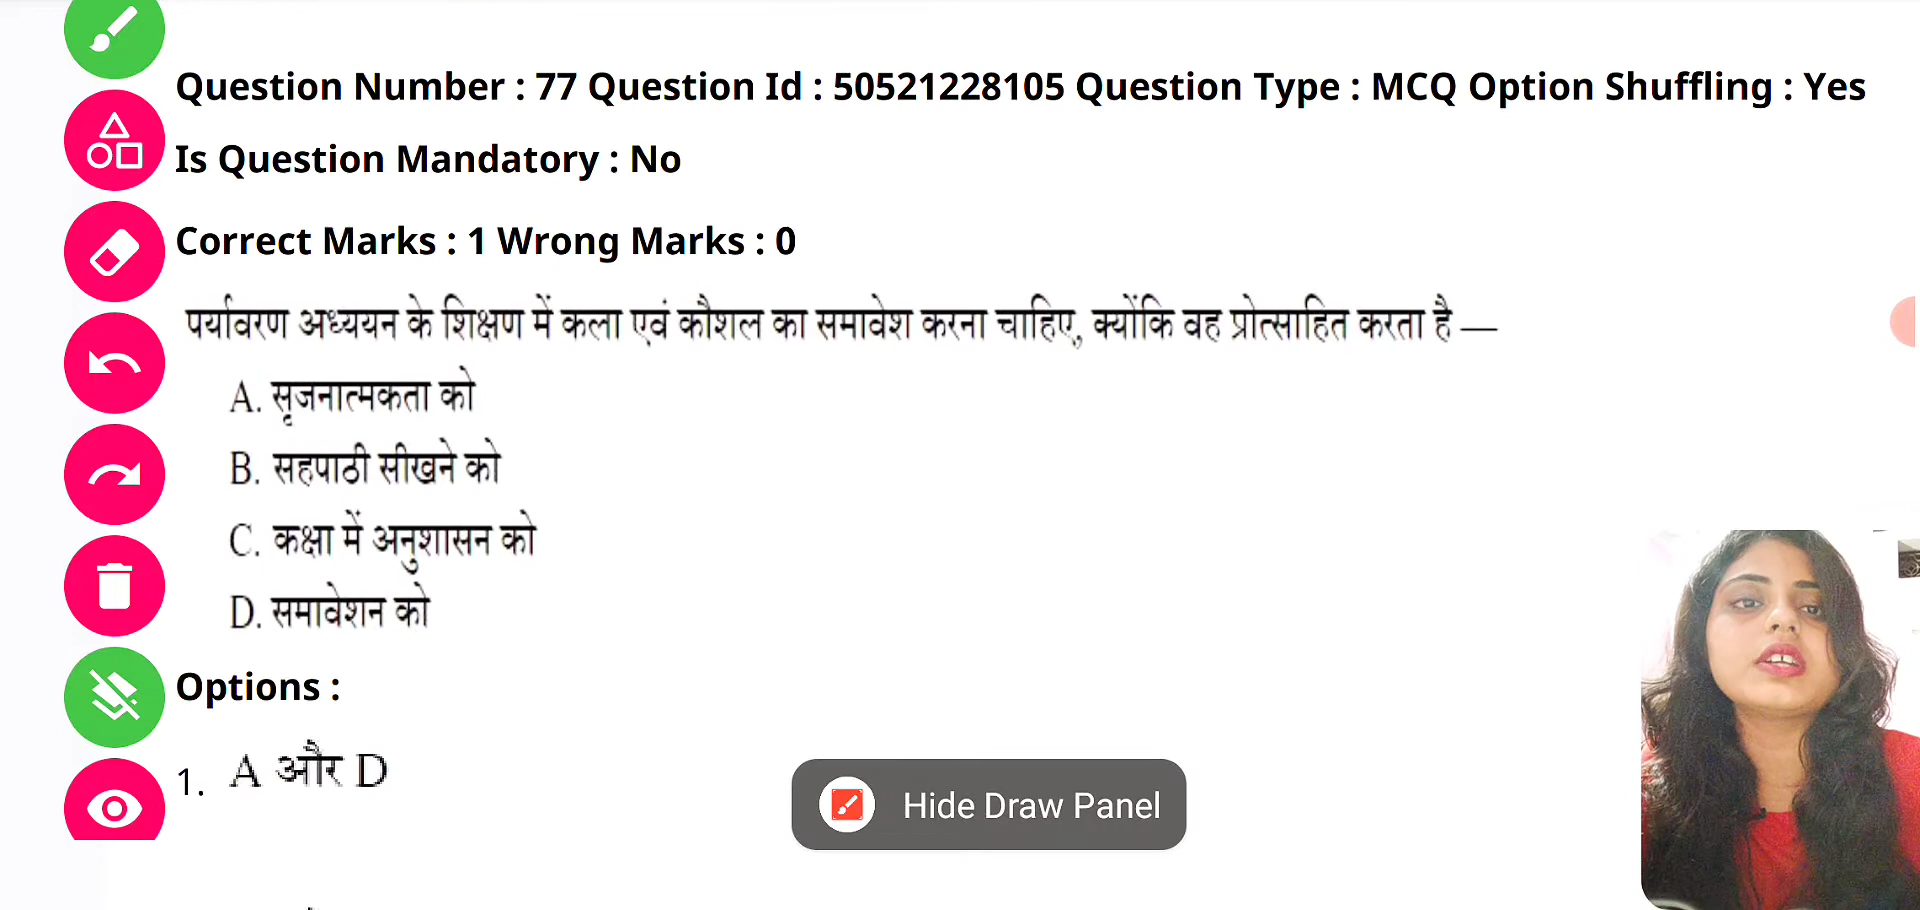 Question Number : 77 Question Id : 50521228105 Question Type : MCQ Option Shuffling : Yes
Is Question Mandatory : No
Correct Marks : 1 Wrong Marks : 0
पर्यावरण अध्ययन के शिक्षण में कला एवं कौशल का समावेश करना चाहिए, क्योंकि वह प्रोत्साहित करता है —
A. सृजनात्मकता को
B. सहपाठी सीखने को
C. कक्षा में अनुशासन को
D. समावेशन को
Options :
1. A और D
Hide Draw Panel